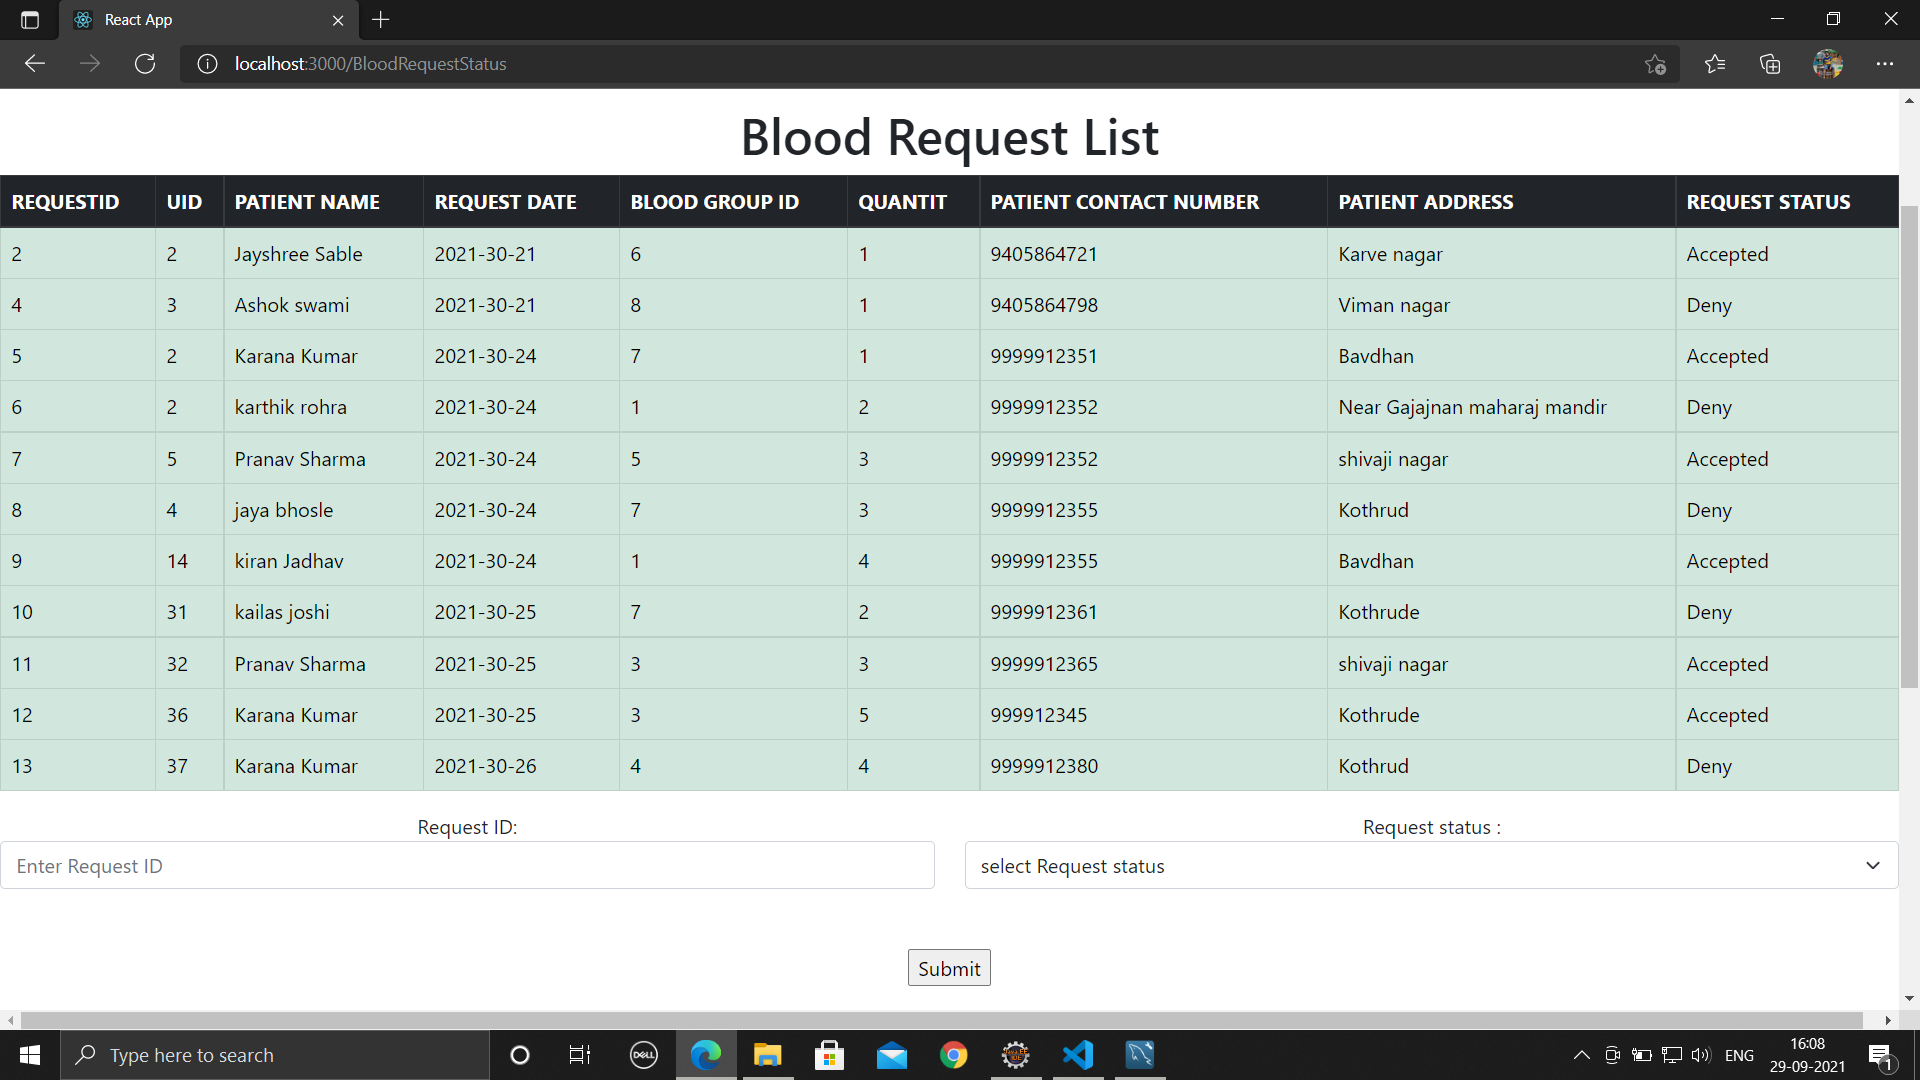 React App
localhost:3000/BloodRequestStatus
Blood Request List
REQUESTID UID PATIENT NAME REQUEST DATE BLOOD GROUP ID QUANTIT PATIENT CONTACT NUMBER PATIENT ADDRESS REQUEST STATUS
2 2 Jayshree Sable 2021-30-21 6 1 9405864721 Karve nagar Accepted
4 3 Ashok swami 2021-30-21 8 1 9405864798 Viman nagar Deny
5 2 Karana Kumar 2021-30-24 7 1 9999912351 Bavdhan Accepted
6 2 karthik rohra 2021-30-24 1 2 9999912352 Near Gajajnan maharaj mandir Deny
7 5 Pranav Sharma 2021-30-24 5 3 9999912352 shivaji nagar Accepted
8 4 jaya bhosle 2021-30-24 7 3 9999912355 Kothrud Deny
9 14 kiran Jadhav 2021-30-24 1 4 9999912355 Bavdhan Accepted
10 31 kailas joshi 2021-30-25 7 2 9999912361 Kothrude Deny
11 32 Pranav Sharma 2021-30-25 3 3 9999912365 shivaji nagar Accepted
12 36 Karana Kumar 2021-30-25 3 5 999912345 Kothrude Accepted
13 37 Karana Kumar 2021-30-26 4 4 9999912380 Kothrud Deny
Request ID: Request status :
Enter Request ID select Request status
Submit
Type here to search DELL ENG 16:08
29-09-2021 1